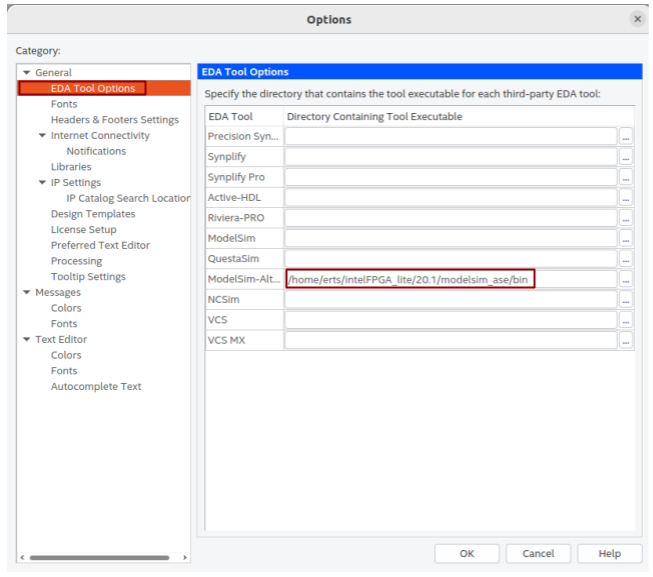 Options
Category:
General
EDA Tool Options
Fonts
Headers & Footers Settings
Internet Connectivity
Notifications
Libraries
IP Settings
IP Catalog Search Location
Design Templates
License Setup
Preferred Text Editor
Processing
Tooltip Settings
Messages
Colors
Fonts
Text Editor
Colors
Fonts
Autocomplete Text
EDA Tool Options
Specify the directory that contains the tool executable for each third-party EDA tool:
EDA Tool Directory Containing Tool Executable
Precision Syn... ...
Synplify ...
Synplify Pro ...
Active-HDL ...
Riviera-PRO ...
ModelSim ...
QuestaSim ...
ModelSim-Alt... /home/erts/intelFPGA_lite/20.1/modelsim_ase/bin ...
NCSim ...
VCS ...
VCS MX ...
OK Cancel Help